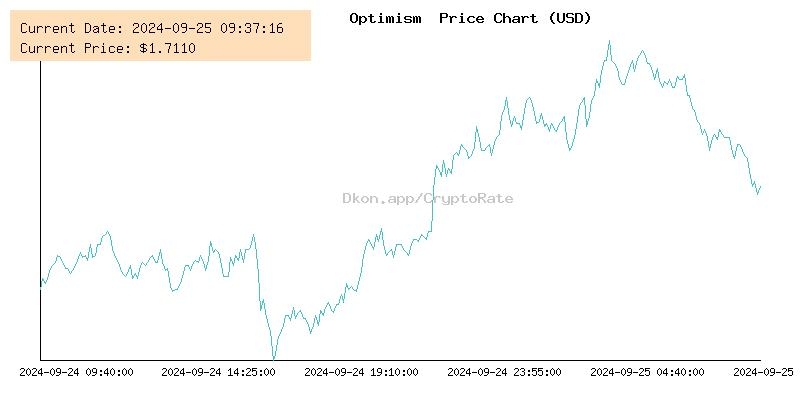 Optimism  Price Chart (USD)
Current Date: 2024-09-25 09:37:16
Current Price: $1.7110
Dkon.app/CryptoRate
2024-09-24 09:40:00 2024-09-24 14:25:00 2024-09-24 19:10:00 2024-09-24 23:55:00 2024-09-25 04:40:00 2024-09-25